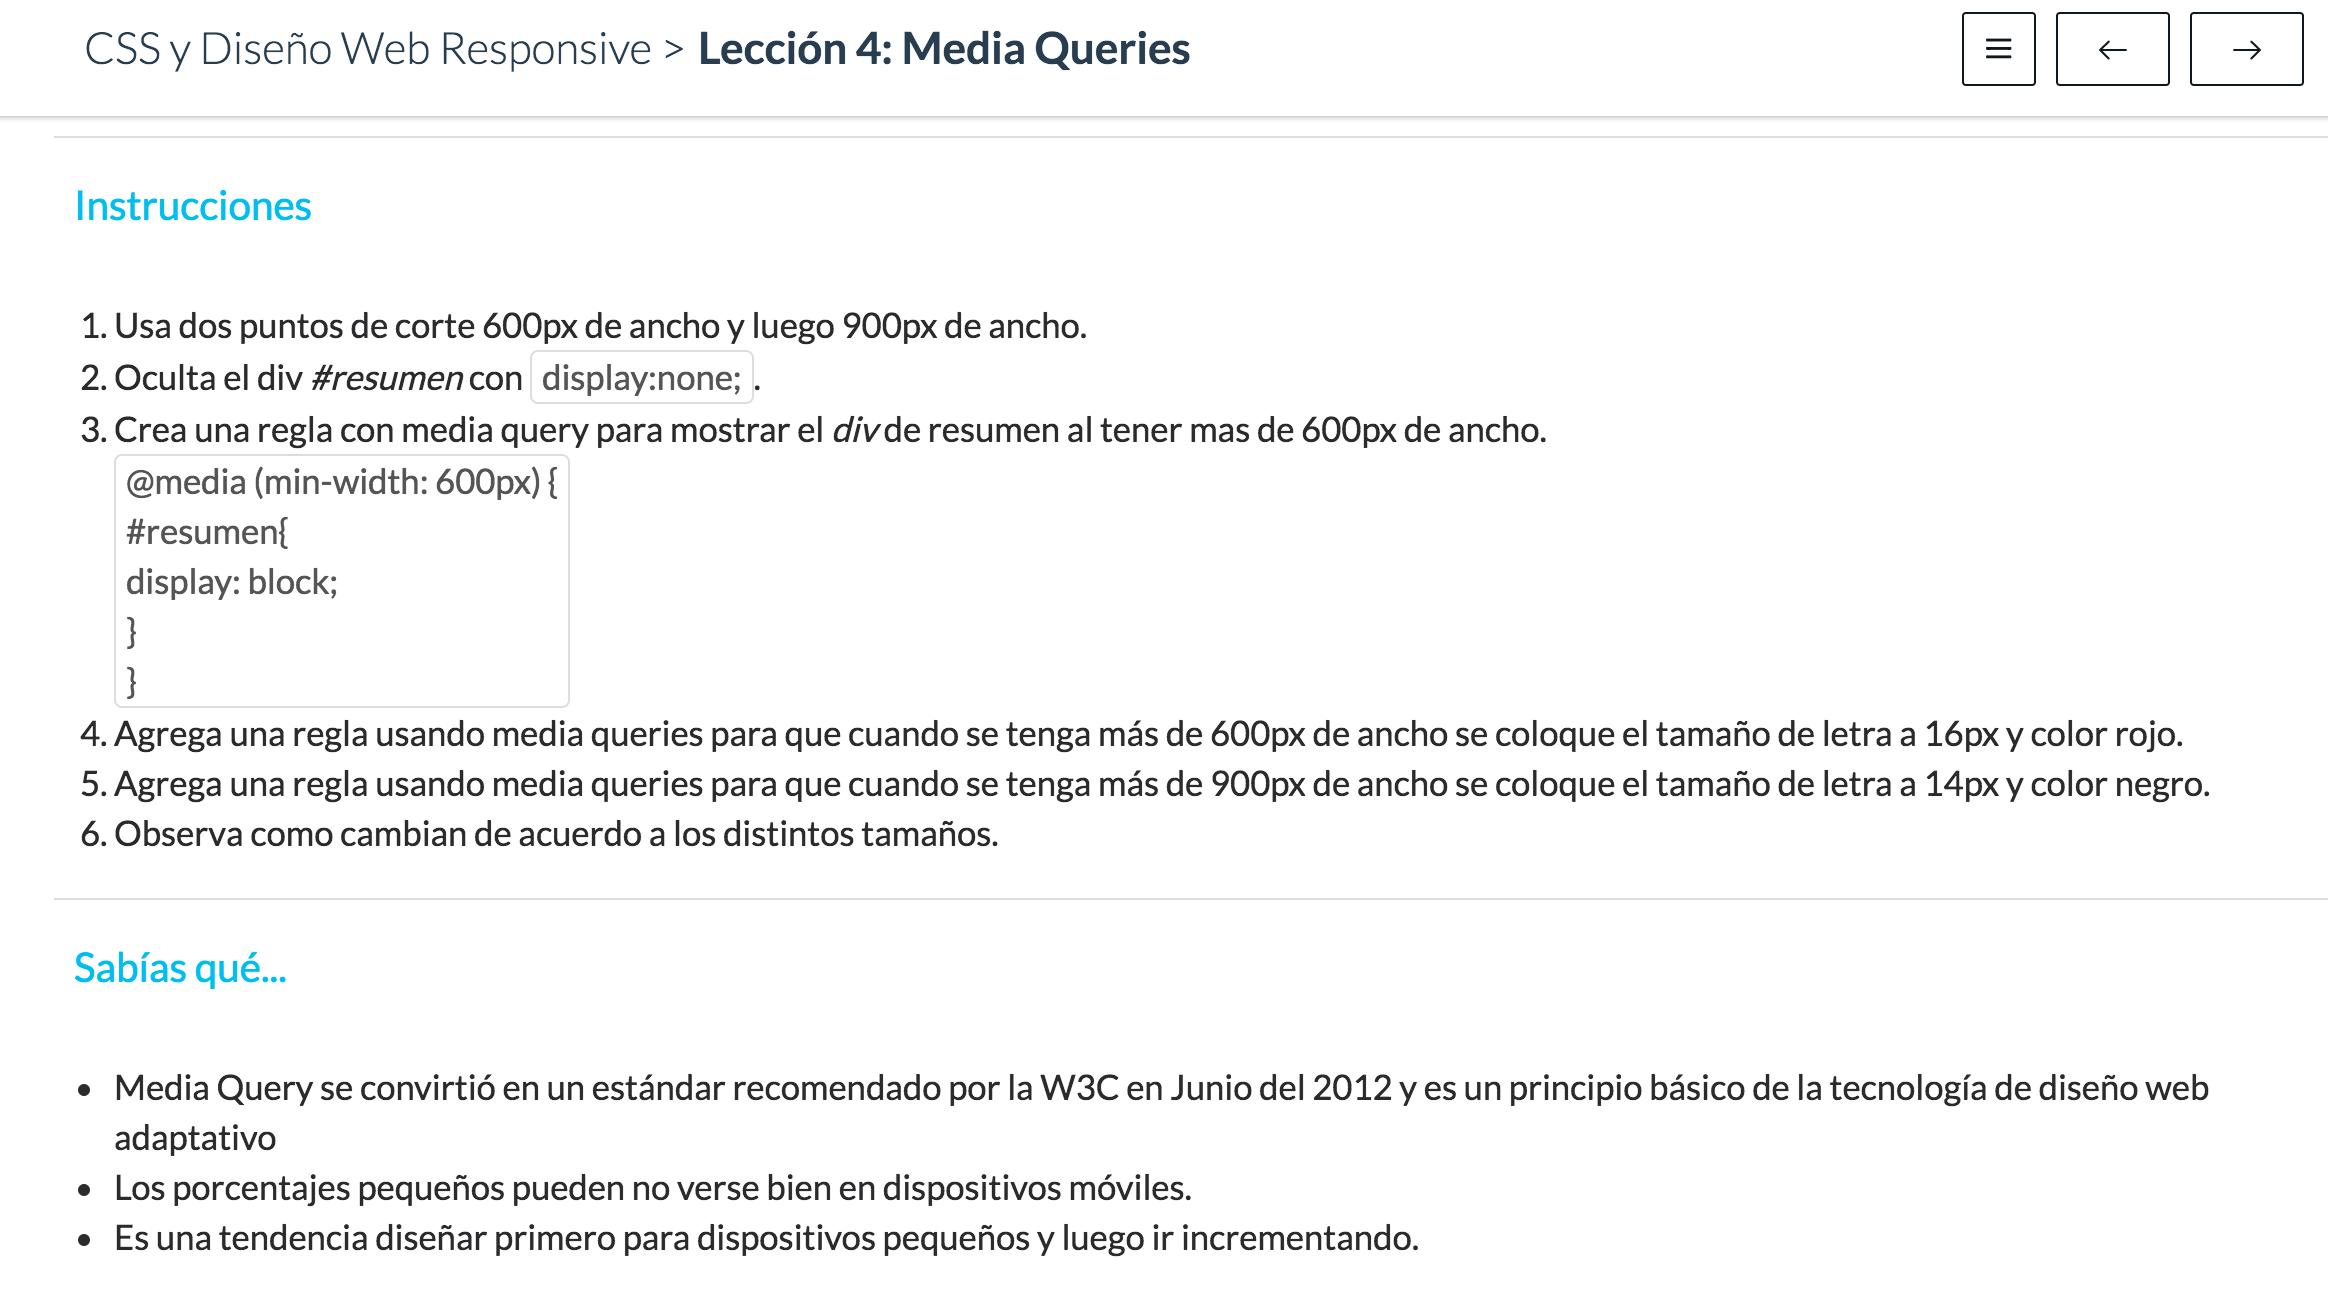 CSS y Diseño Web Responsive > Lección 4: Media Queries
Instrucciones
1. Usa dos puntos de corte 600px de ancho y luego 900px de ancho.
2. Oculta el div #resumen con display:none; .
3. Crea una regla con media query para mostrar el div de resumen al tener mas de 600px de ancho.
@media (min-width: 600px) {
#resumen{
display: block;
}
}
4. Agrega una regla usando media queries para que cuando se tenga más de 600px de ancho se coloque el tamaño de letra a 16px y color rojo.
5. Agrega una regla usando media queries para que cuando se tenga más de 900px de ancho se coloque el tamaño de letra a 14px y color negro.
6. Observa como cambian de acuerdo a los distintos tamaños.
Sabías qué...
• Media Query se convirtió en un estándar recomendado por la W3C en Junio del 2012 y es un principio básico de la tecnología de diseño web
adaptativo
• Los porcentajes pequeños pueden no verse bien en dispositivos móviles.
• Es una tendencia diseñar primero para dispositivos pequeños y luego ir incrementando.